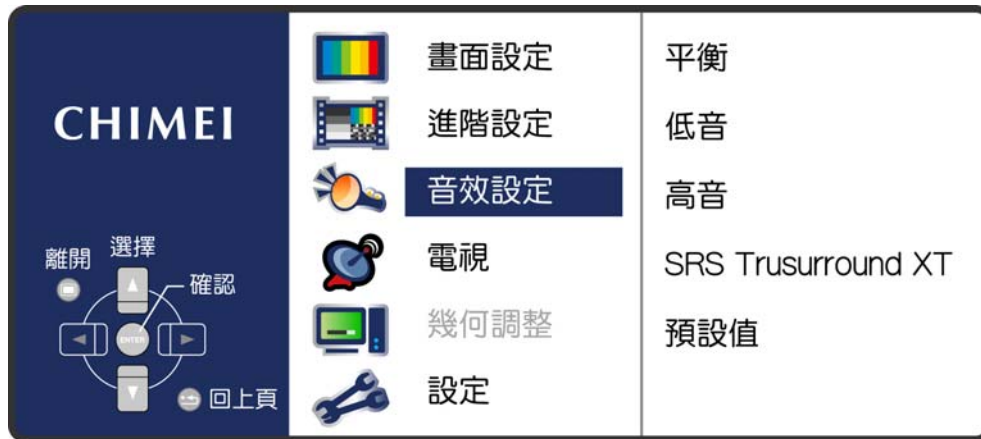 CHIMEI
離開
選擇
確認
ENTER
回上頁
畫面設定
進階設定
音效設定
電視
幾何調整
設定
平衡
低音
高音
SRS Trusurround XT
預設值